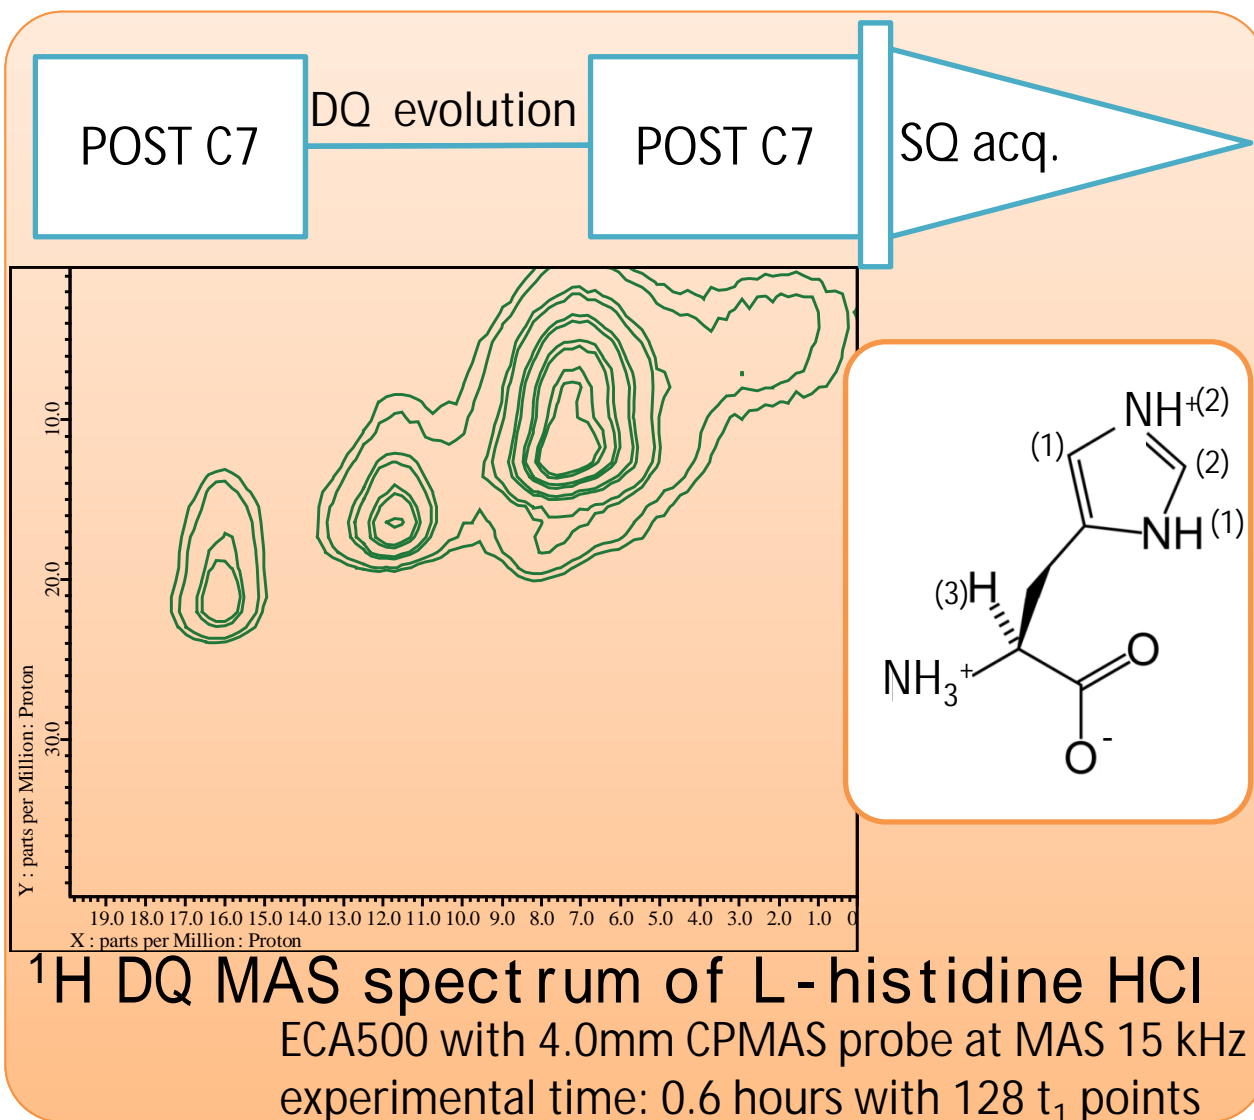 POST C7
DQ evolution
POST C7
SQ acq.
10.0
20.0
30.0
Y : parts per Million : Proton
19.0 18.0 17.0 16.0 15.0 14.0 13.0 12.0 11.0 10.0 9.0 8.0 7.0 6.0 5.0 4.0 3.0 2.0 1.0 0
X : parts per Million : Proton
NH+(2)
(1)
(2)
NH (1)
(3)H
O
NH₃⁺
O⁻
¹H DQ MAS spectrum of L-histidine HCl
ECA500 with 4.0mm CPMAS probe at MAS 15 kHz
experimental time: 0.6 hours with 128 t₁ points